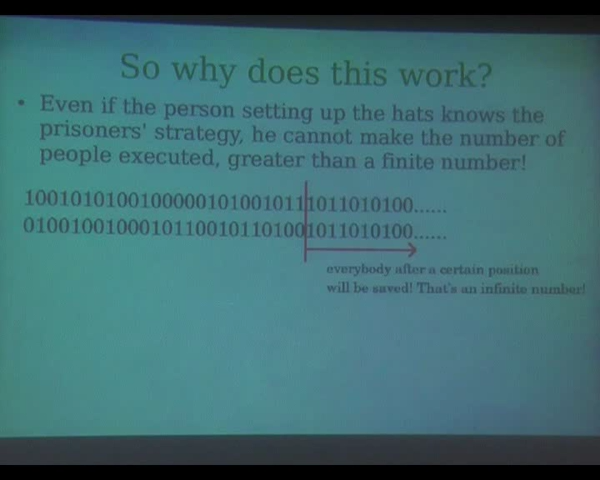 So why does this work?
• Even if the person setting up the hats knows the
prisoners' strategy, he cannot make the number of
people executed, greater than a finite number!
10010101001000001010010111011010100......
01001001000101100101101001011010100......
everybody after a certain position
will be saved! That's an infinite number!